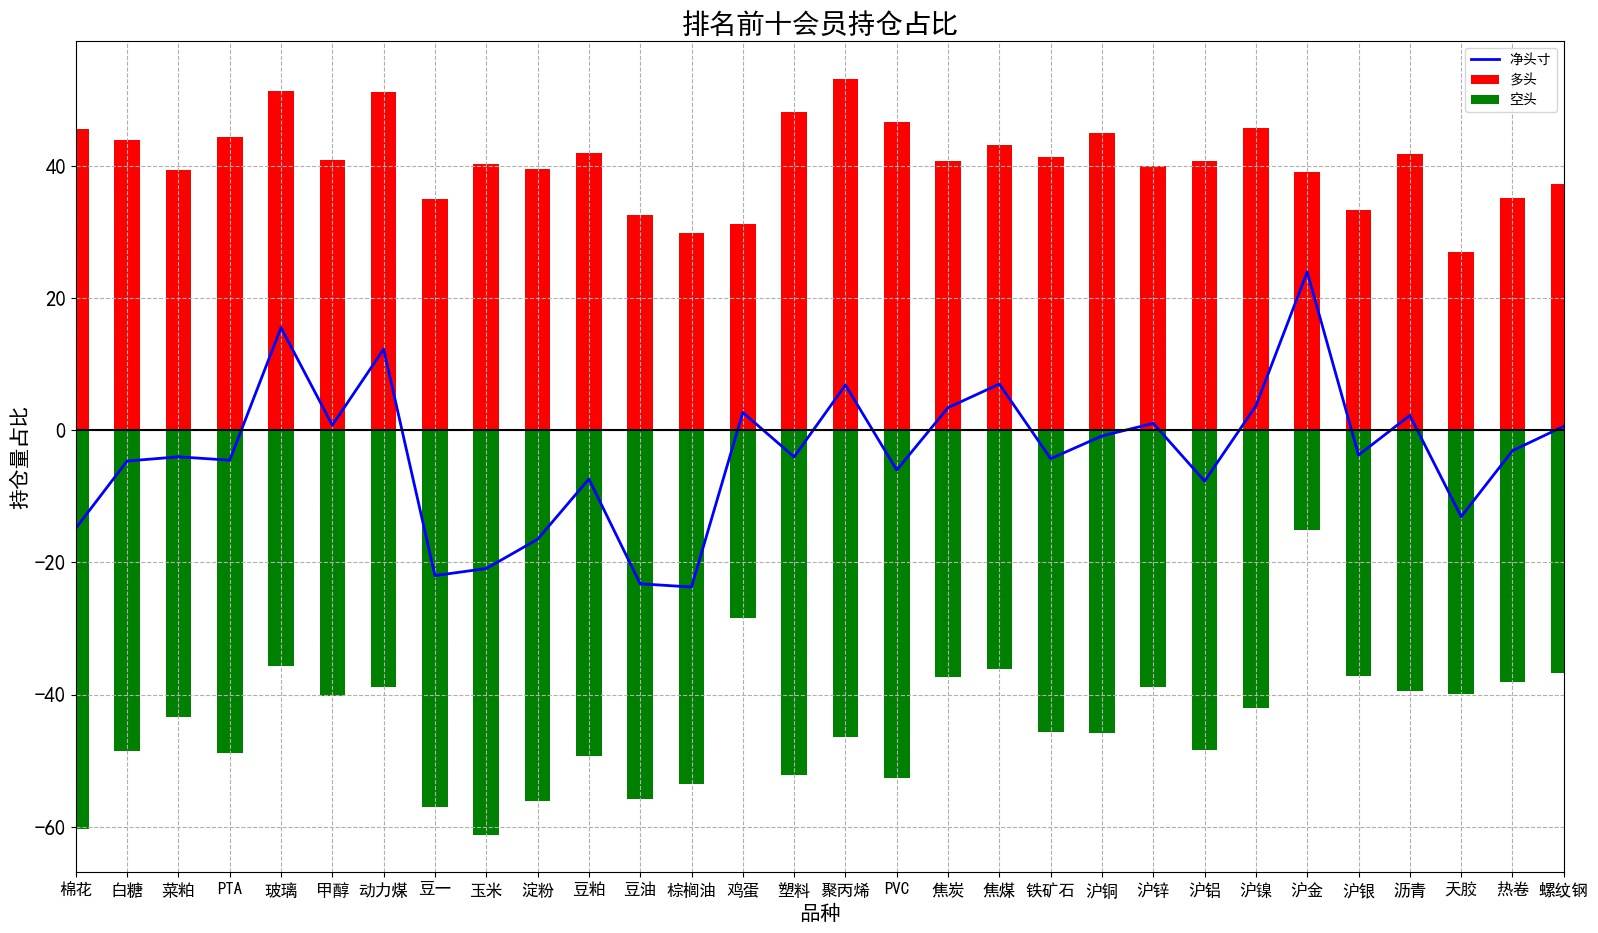 排名前十会员持仓占比
净头寸
多头
空头
持仓量占比
40
20
0
−20
−40
−60
棉花 白糖 菜粕 PTA 玻璃 甲醇 动力煤 豆一 玉米 淀粉 豆粕 豆油 棕榈油 鸡蛋 塑料 聚丙烯 PVC 焦炭 焦煤 铁矿石 沪铜 沪锌 沪铝 沪镍 沪金 沪银 沥青 天胶 热卷 螺纹钢
品种